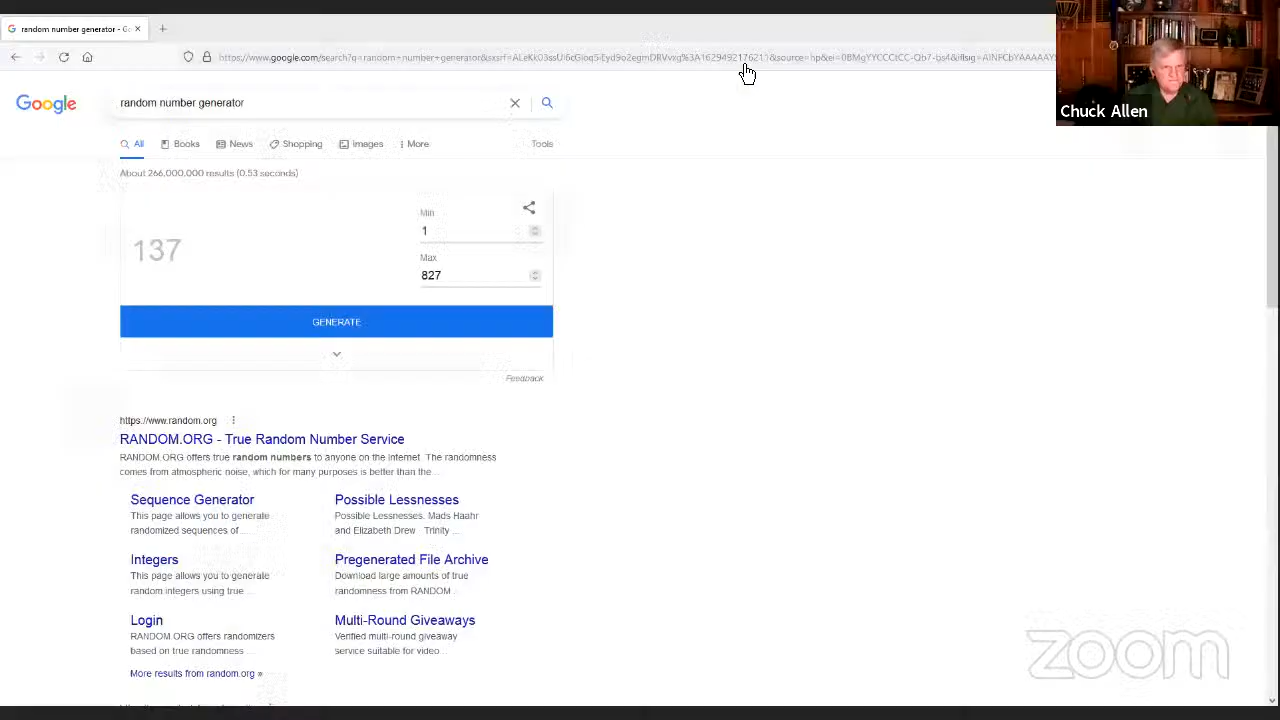 random number generator - Go
Chuck Allen
Google
random number generator
All
Books
News
Shopping
Images
More
Tools
About 266,000,000 results (0.53 seconds)
Min
1
137
Max
827
GENERATE
Feedback
https://www.random.org
RANDOM.ORG - True Random Number Service
RANDOM.ORG offers true random numbers to anyone on the Internet. The randomness
comes from atmospheric noise, which for many purposes is better than the...
Sequence Generator
This page allows you to generate
randomized sequences of ...
Possible Lessnesses
Possible Lessnesses. Mads Haahr
and Elizabeth Drew Trinity ...
Integers
This page allows you to generate
random integers using true ...
Pregenerated File Archive
Download large amounts of true
randomness from RANDOM ...
Login
RANDOM.ORG offers randomizers
based on true randomness ...
Multi-Round Giveaways
Verified multi-round giveaway
service suitable for video...
More results from random.org »
zoom